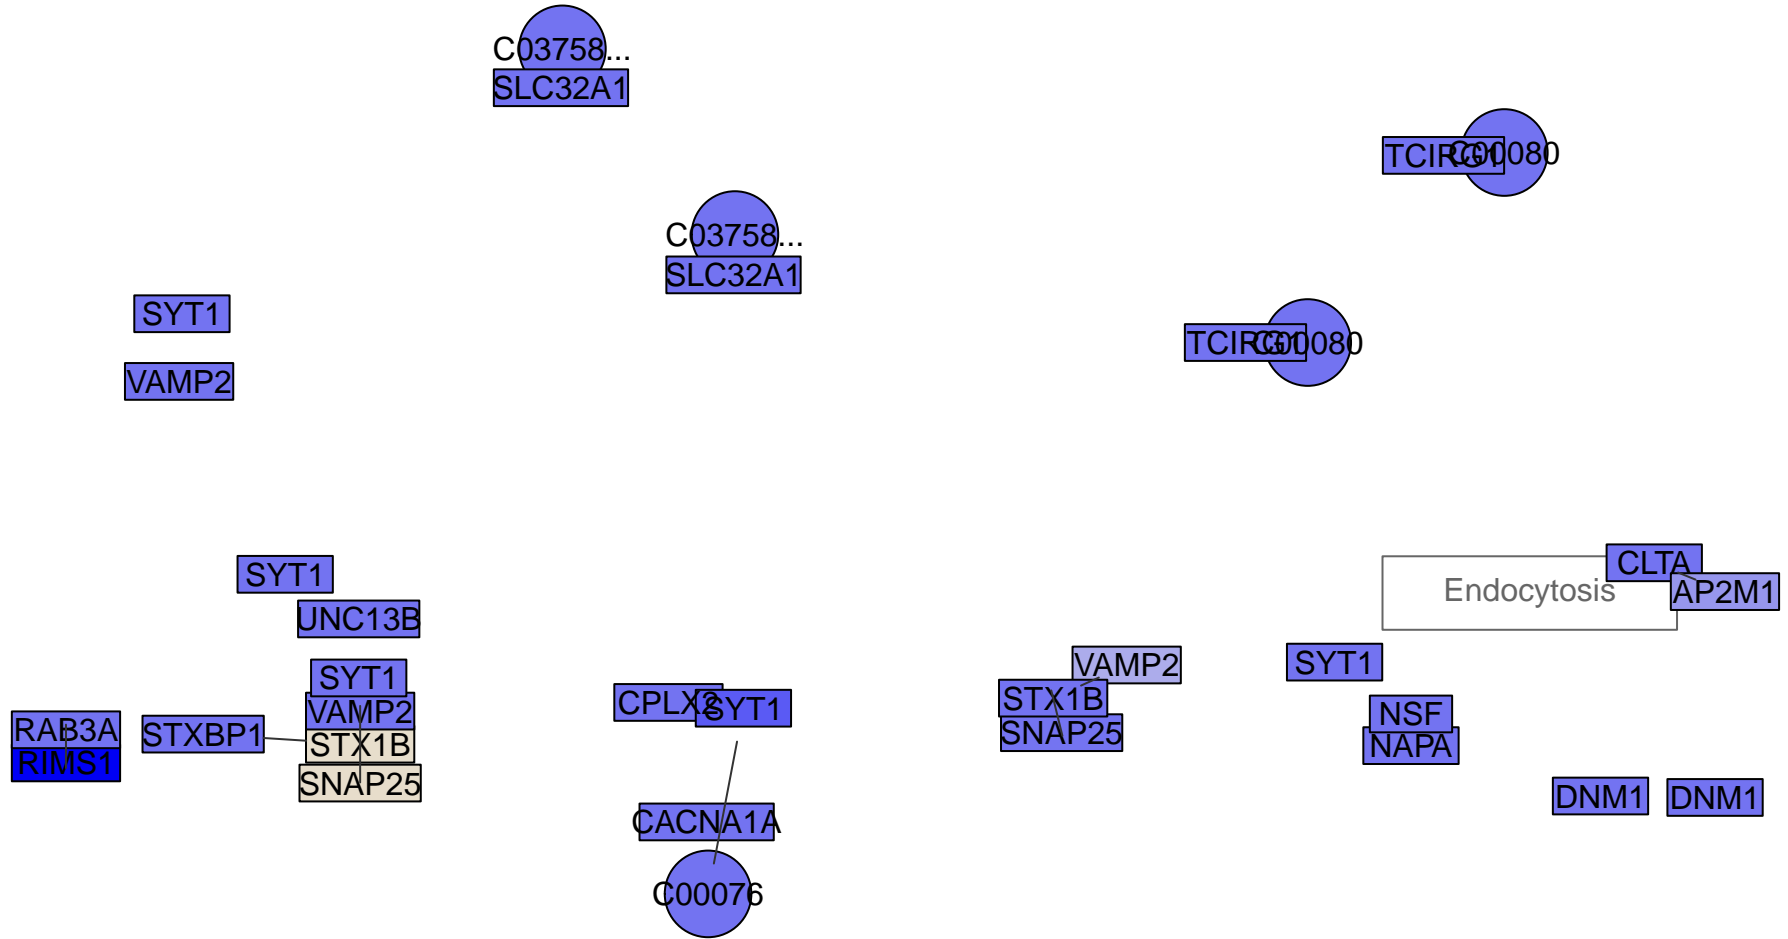 C03758...
SLC32A1
TCIRG1
C00080
C03758...
SLC32A1
SYT1
TCIRG1
C00080
VAMP2
SYT1
CLTA
Endocytosis
AP2M1
UNC13B
SYT1
VAMP2
SYT1
STX1B
CPLX2
SYT1
VAMP2
NSF
RAB3A
STXBP1
STX1B
SNAP25
NAPA
RIMS1
SNAP25
DNM1
DNM1
CACNA1A
C00076